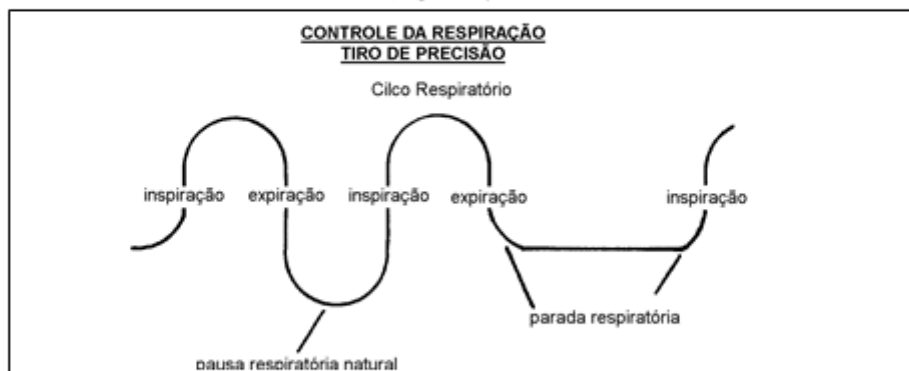 CONTROLE DA RESPIRAÇÃO
TIRO DE PRECISÃO
Cilco Respiratório
inspiração expiração inspiração expiração inspiração
parada respiratória
pausa respiratória natural